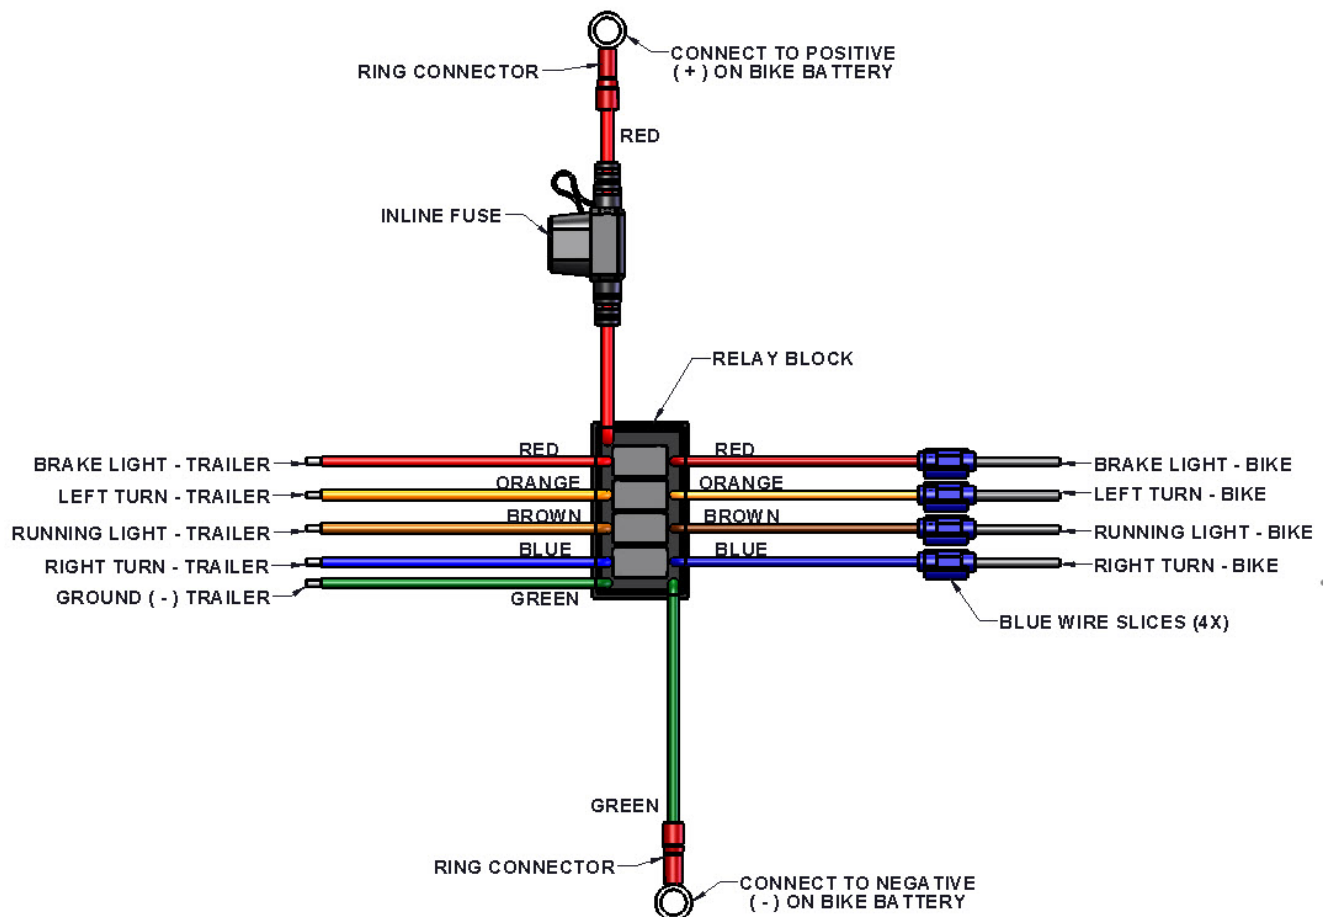 CONNECT TO POSITIVE
( + ) ON BIKE BATTERY
RING CONNECTOR
RED
INLINE FUSE
RELAY BLOCK
RED
RED
BRAKE LIGHT - TRAILER
BRAKE LIGHT - BIKE
ORANGE
ORANGE
LEFT TURN - TRAILER
LEFT TURN - BIKE
BROWN
BROWN
RUNNING LIGHT - TRAILER
RUNNING LIGHT - BIKE
BLUE
BLUE
RIGHT TURN - TRAILER
RIGHT TURN - BIKE
GROUND ( - ) TRAILER
GREEN
BLUE WIRE SLICES (4X)
GREEN
RING CONNECTOR
CONNECT TO NEGATIVE
( - ) ON BIKE BATTERY